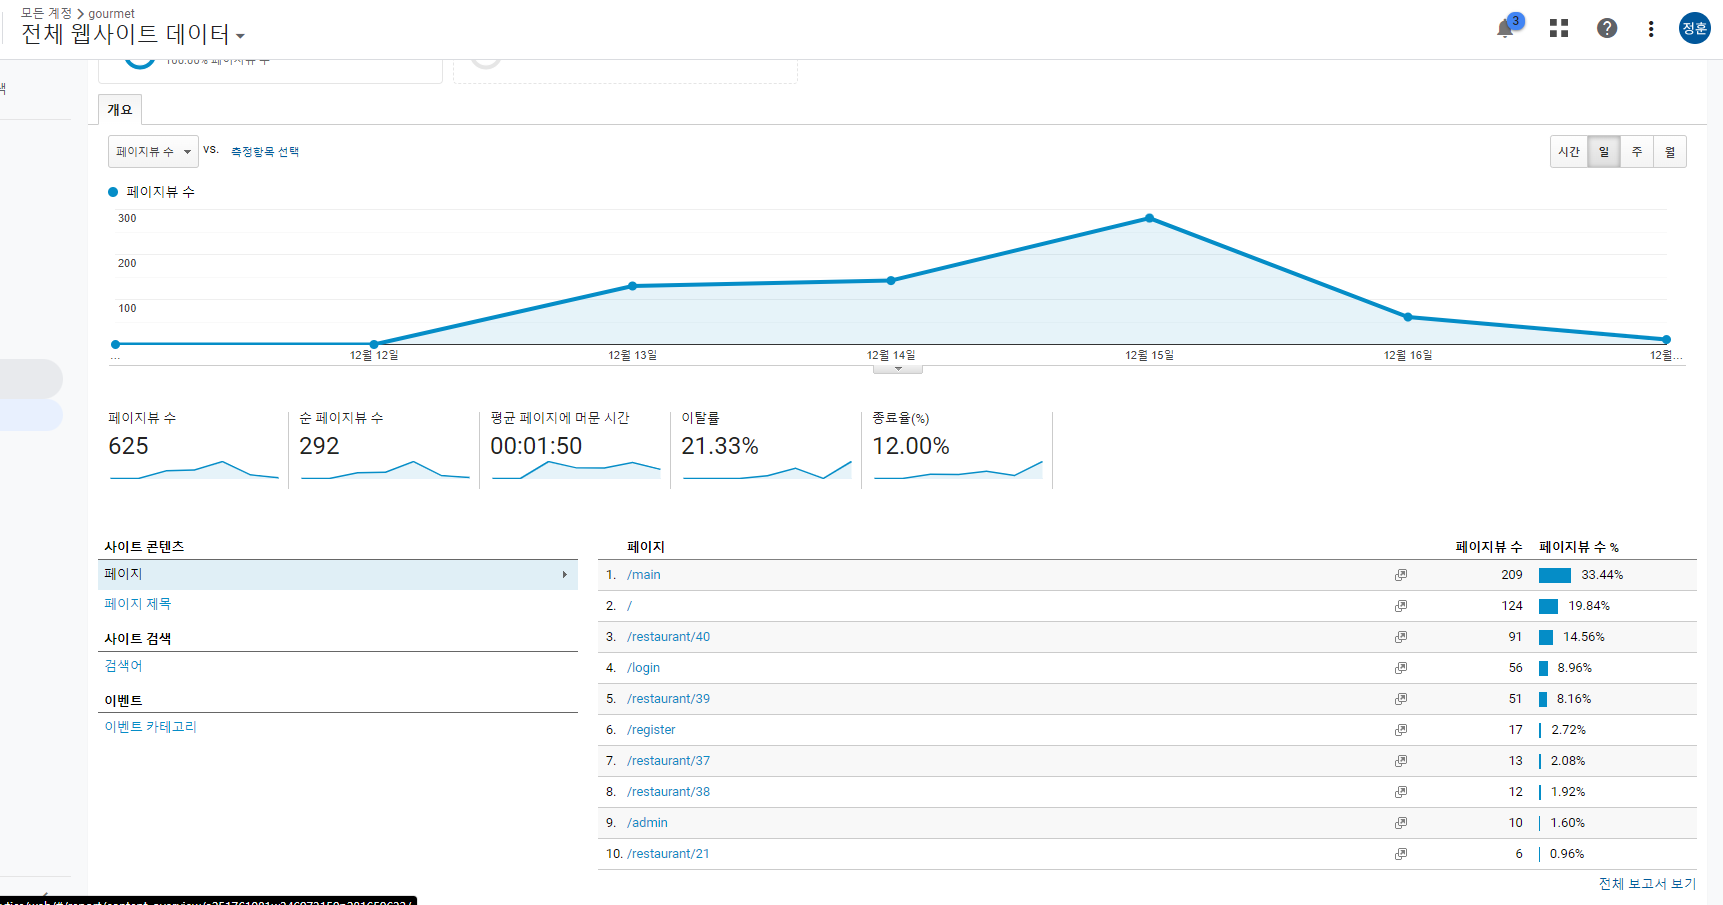 모든 계정 > gourmet
전체 웹사이트 데이터
3
정훈
색
100.00% 페이지뷰 수
개요
페이지뷰 수 vs. 측정항목 선택
시간 일 주 월
페이지뷰 수
300
200
100
... 12월 12일 12월 13일 12월 14일 12월 15일 12월 16일 12월...
페이지뷰 수 순 페이지뷰 수 평균 페이지에 머문 시간 이탈률 종료율(%)
625 292 00:01:50 21.33% 12.00%
사이트 콘텐츠
페이지
페이지 제목
사이트 검색
검색어
이벤트
이벤트 카테고리
페이지 페이지뷰 수 페이지뷰 수 %
1. /main 209 33.44%
2. / 124 19.84%
3. /restaurant/40 91 14.56%
4. /login 56 8.96%
5. /restaurant/39 51 8.16%
6. /register 17 2.72%
7. /restaurant/37 13 2.08%
8. /restaurant/38 12 1.92%
9. /admin 10 1.60%
10. /restaurant/21 6 0.96%
전체 보고서 보기